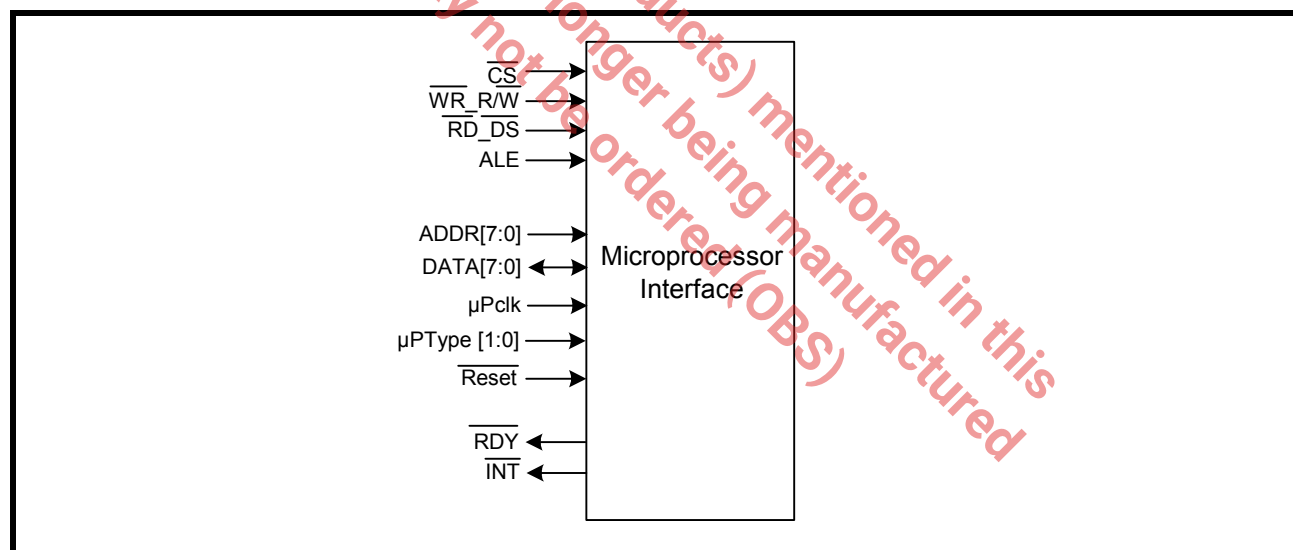 CS
WR_R/W
RD_DS
ALE
ADDR[7:0]
DATA[7:0]
µPclk
µPType [1:0]
Reset
RDY
INT
Microprocessor
Interface
mentioned in this
longer being manufactured
not be ordered (OBS)